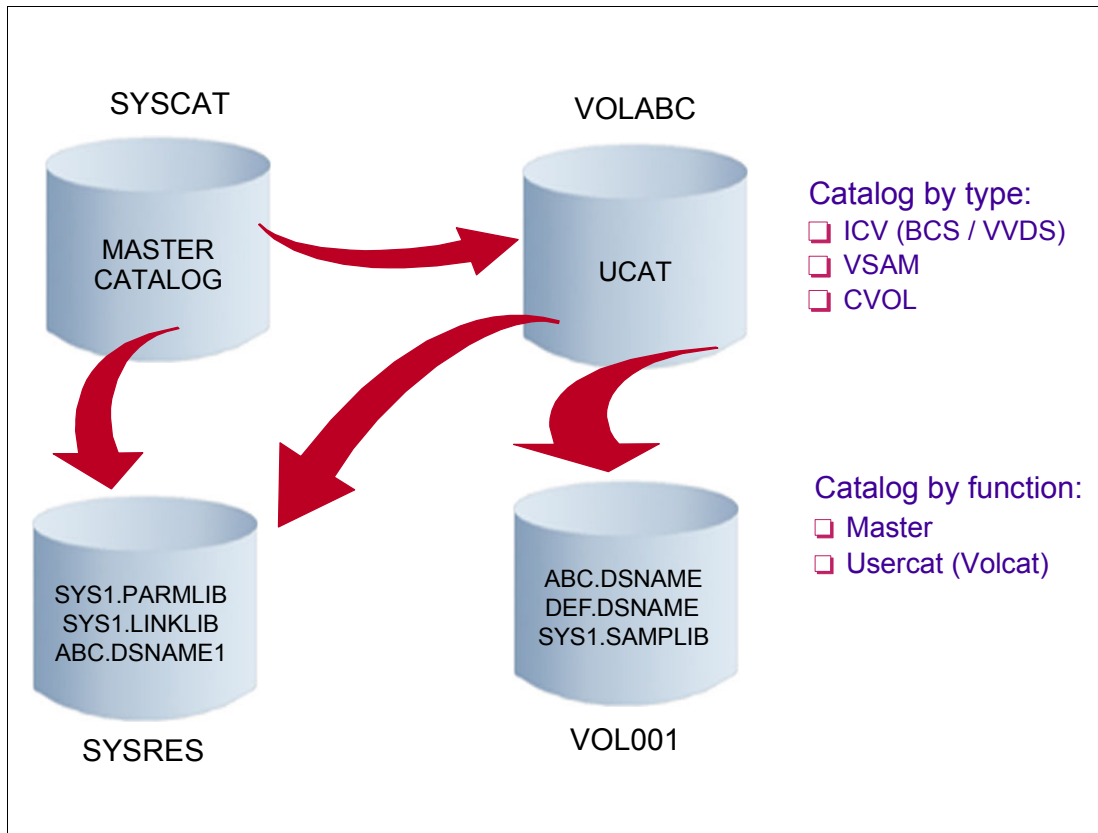 SYSCAT
VOLABC
MASTER
CATALOG
UCAT
Catalog by type:
ICV (BCS / VVDS)
VSAM
CVOL
SYS1.PARMLIB
SYS1.LINKLIB
ABC.DSNAME1
SYSRES
ABC.DSNAME
DEF.DSNAME
SYS1.SAMPLIB
VOL001
Catalog by function:
Master
Usercat (Volcat)